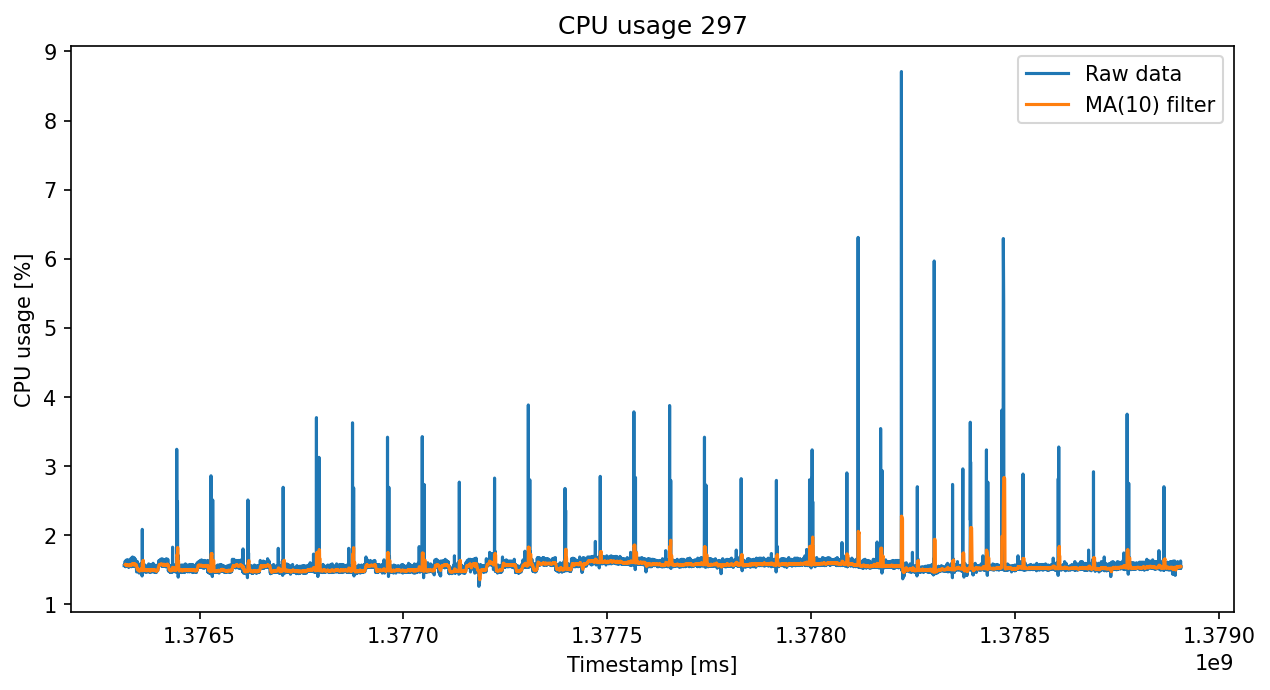 CPU usage 297
9
8
7
6
5
4
3
2
1
CPU usage [%]
Raw data
MA(10) filter
1.3765 1.3770 1.3775 1.3780 1.3785 1.3790
1e9
Timestamp [ms]